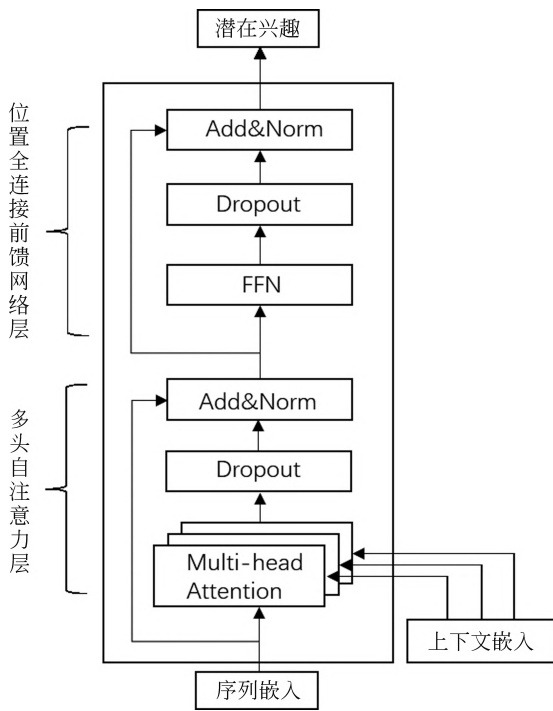 潜在兴趣
Add&Norm
Dropout
FFN
位置全连接前馈网络层
Add&Norm
Dropout
Multi-head
Attention
多头自注意力层
上下文嵌入
序列嵌入